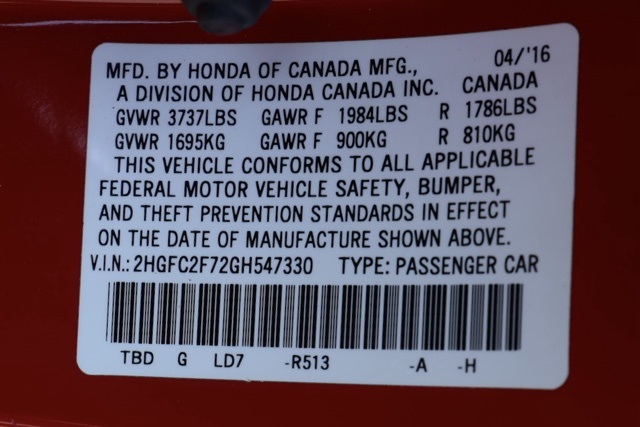 MFD. BY HONDA OF CANADA MFG., 04/'16
A DIVISION OF HONDA CANADA INC. CANADA
GVWR 3737LBS GAWR F 1984LBS R 1786LBS
GVWR 1695KG GAWR F 900KG R 810KG
THIS VEHICLE CONFORMS TO ALL APPLICABLE
FEDERAL MOTOR VEHICLE SAFETY, BUMPER,
AND THEFT PREVENTION STANDARDS IN EFFECT
ON THE DATE OF MANUFACTURE SHOWN ABOVE.
V.I.N.: 2HGFC2F72GH547330 TYPE: PASSENGER CAR
TBD G LD7 -R513 -A -H